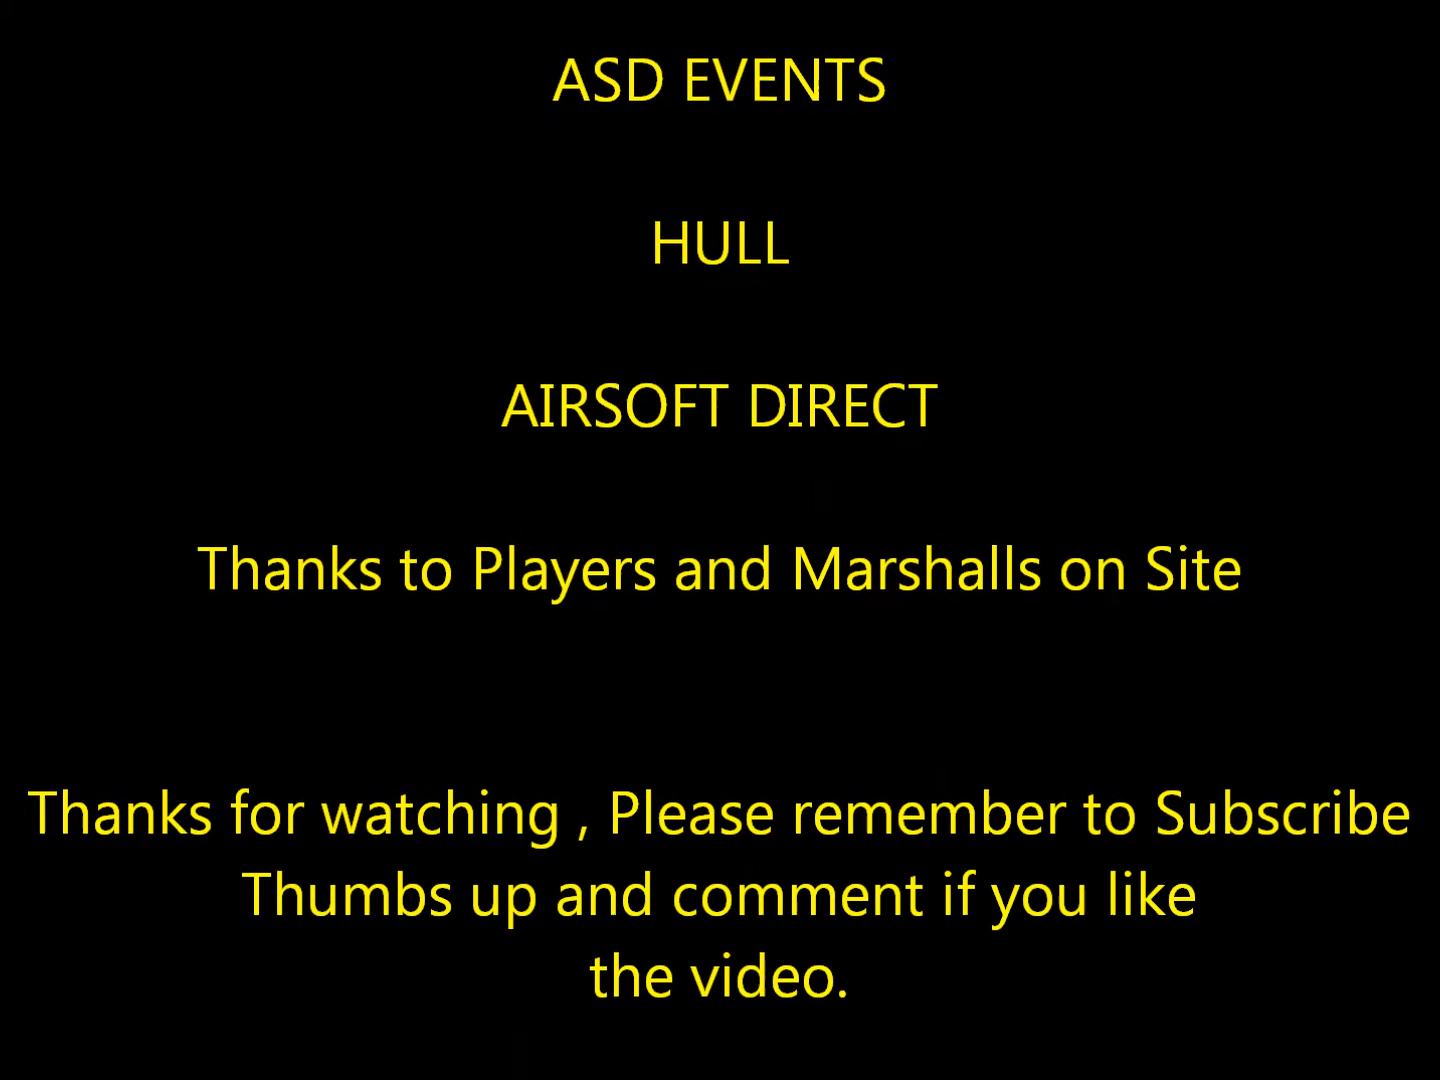 ASD EVENTS
HULL
AIRSOFT DIRECT
Thanks to Players and Marshalls on Site
Thanks for watching , Please remember to Subscribe
Thumbs up and comment if you like
the video.